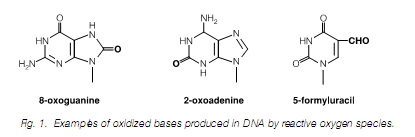 O
HN
H₂N
N
N
H
N
O
NH₂
HN
O
N
H
N
N
O
HN
O
N
CHO
8-oxoguanine
2-oxoadenine
5-formyluracil
Fig. 1. Examples of oxidized bases produced in DNA by reactive oxygen species.